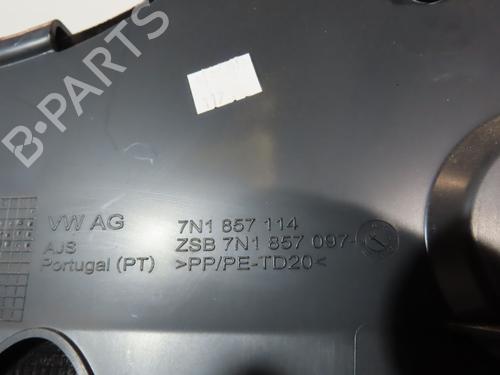 B-PARTS
VW AG
7N1 857 114
AJS
ZSB 7N1 857 097-
Portugal (PT)
>PP/PE-TD20<